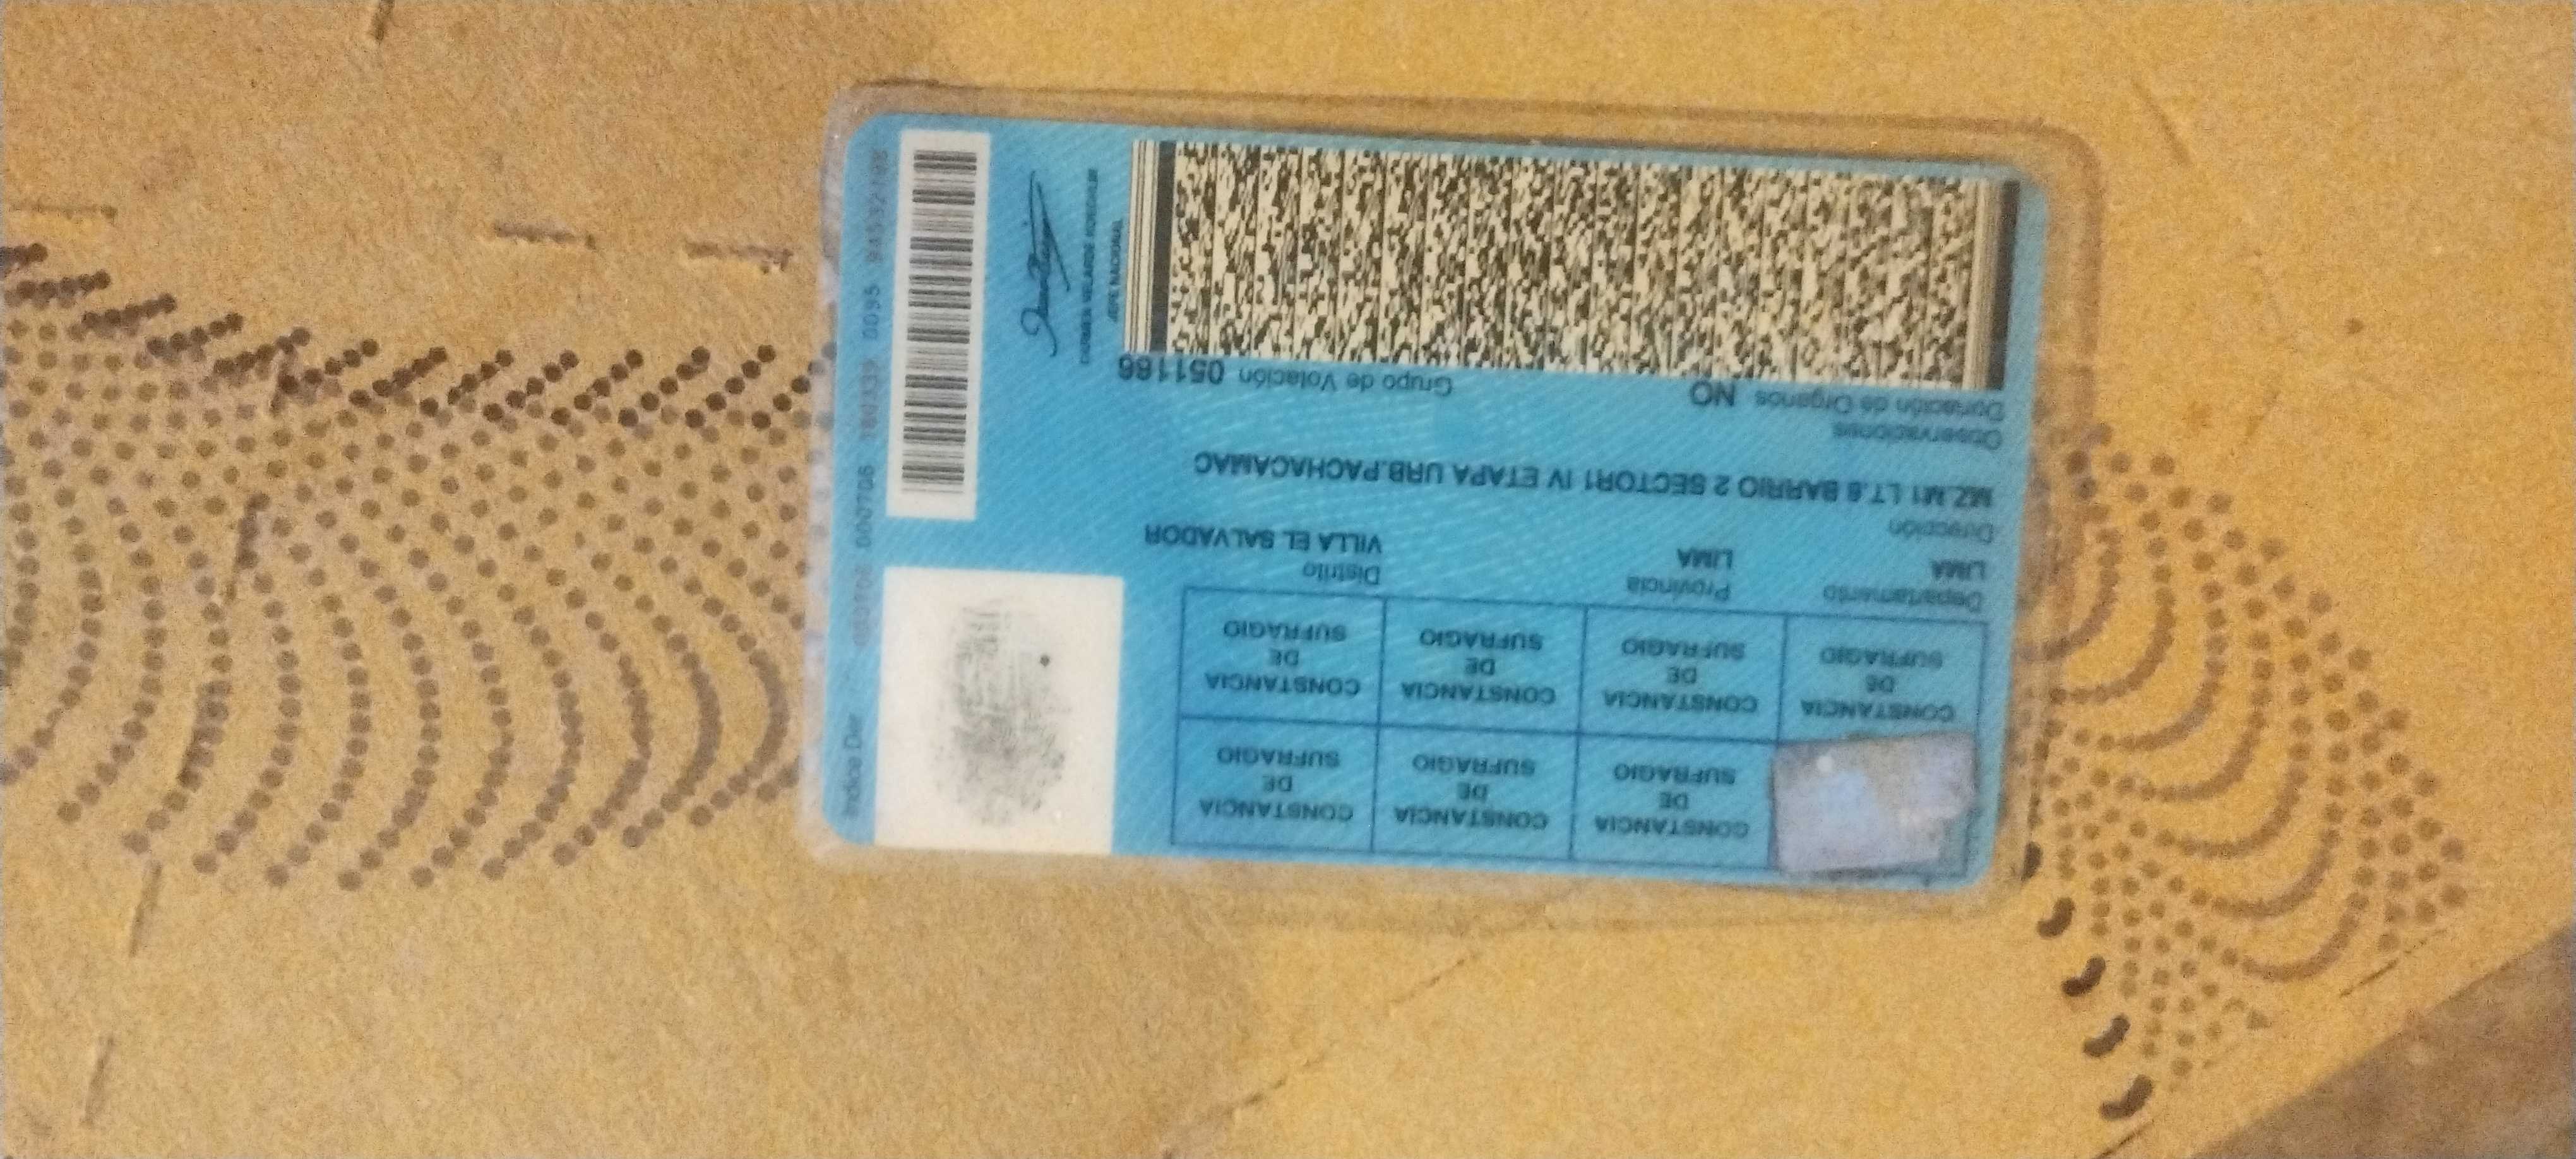 CONSTANCIA DE SUFRAGIO
CONSTANCIA DE SUFRAGIO
CONSTANCIA DE SUFRAGIO
CONSTANCIA DE SUFRAGIO
CONSTANCIA DE SUFRAGIO
CONSTANCIA DE SUFRAGIO
CONSTANCIA DE SUFRAGIO
Departamento Provincia Distrito
LIMA LIMA VILLA EL SALVADOR
Dirección
MZ.M1 LT.8 BARRIO 2 SECTOR1 IV ETAPA URB.PACHACAMAC
Observaciones
Donación de Órganos NO Grupo de Votación 051186
JEFE NACIONAL
Indice Der